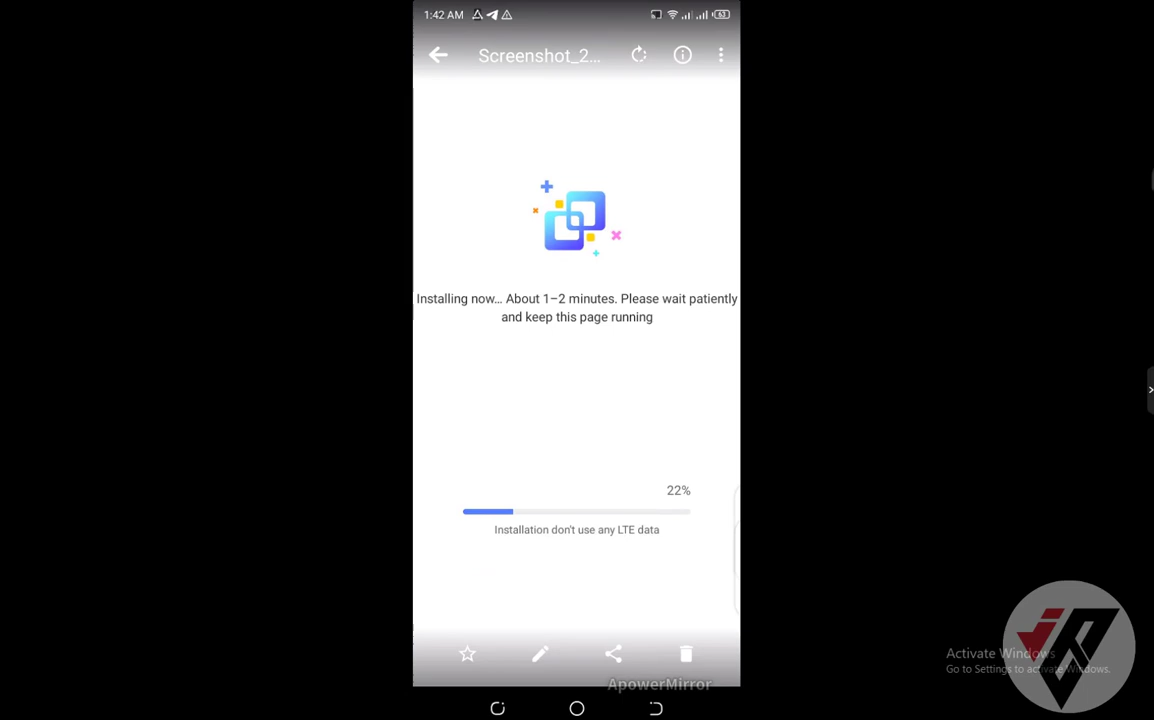 1:42 AM
63
Screenshot_2...
Installing now... About 1–2 minutes. Please wait patiently
and keep this page running
22%
Installation don't use any LTE data
ApowerMirror
Activate Windows
Go to Settings to activate Windows.